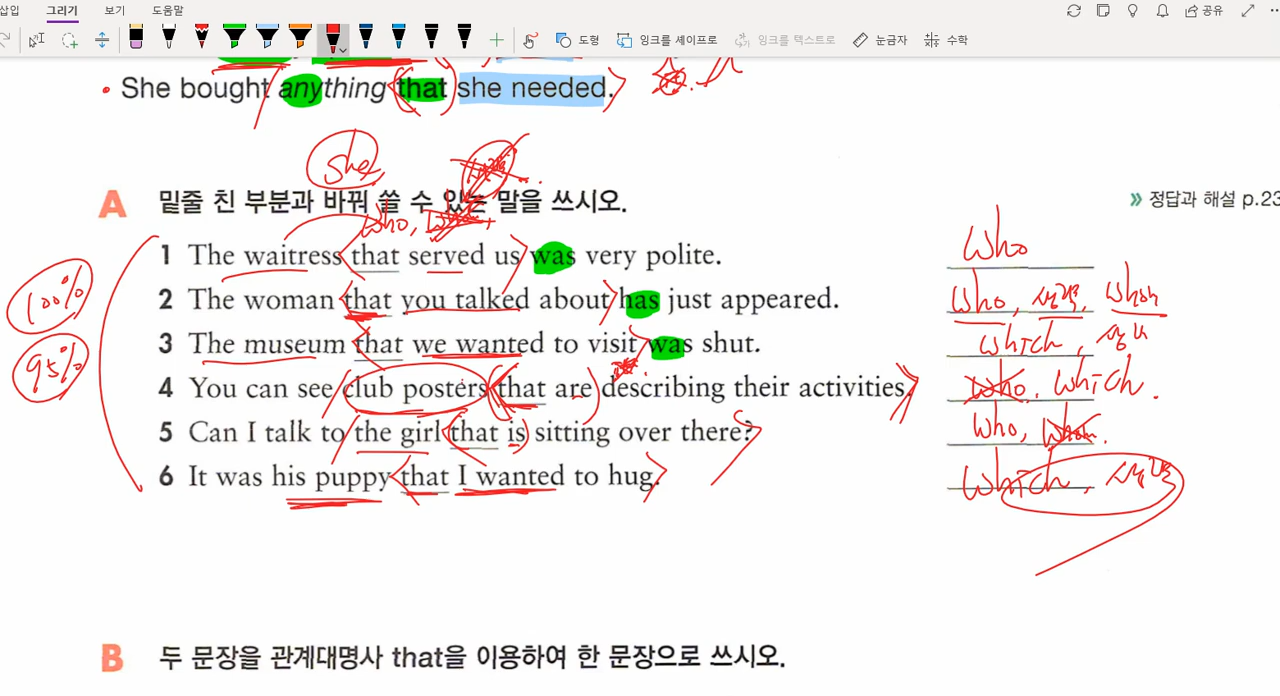 삽입 그리기 보기 도움말 공유
도형 잉크를 셰이프로 잉크를 텍스트로 눈금자 수학
• She bought anything that she needed.
she
A 밑줄 친 부분과 바꿔 쓸 수 있는 말을 쓰시오.
» 정답과 해설 p.23
who,
1 The waitress that served us was very polite. who
2 The woman that you talked about has just appeared. who, 생략, whom
3 The museum that we wanted to visit was shut. which,
4 You can see club posters that are describing their activities. who. which.
5 Can I talk to the girl that is sitting over there? who, whom.
6 It was his puppy that I wanted to hug. which, 생략
100%
95%
B 두 문장을 관계대명사 that을 이용하여 한 문장으로 쓰시오.